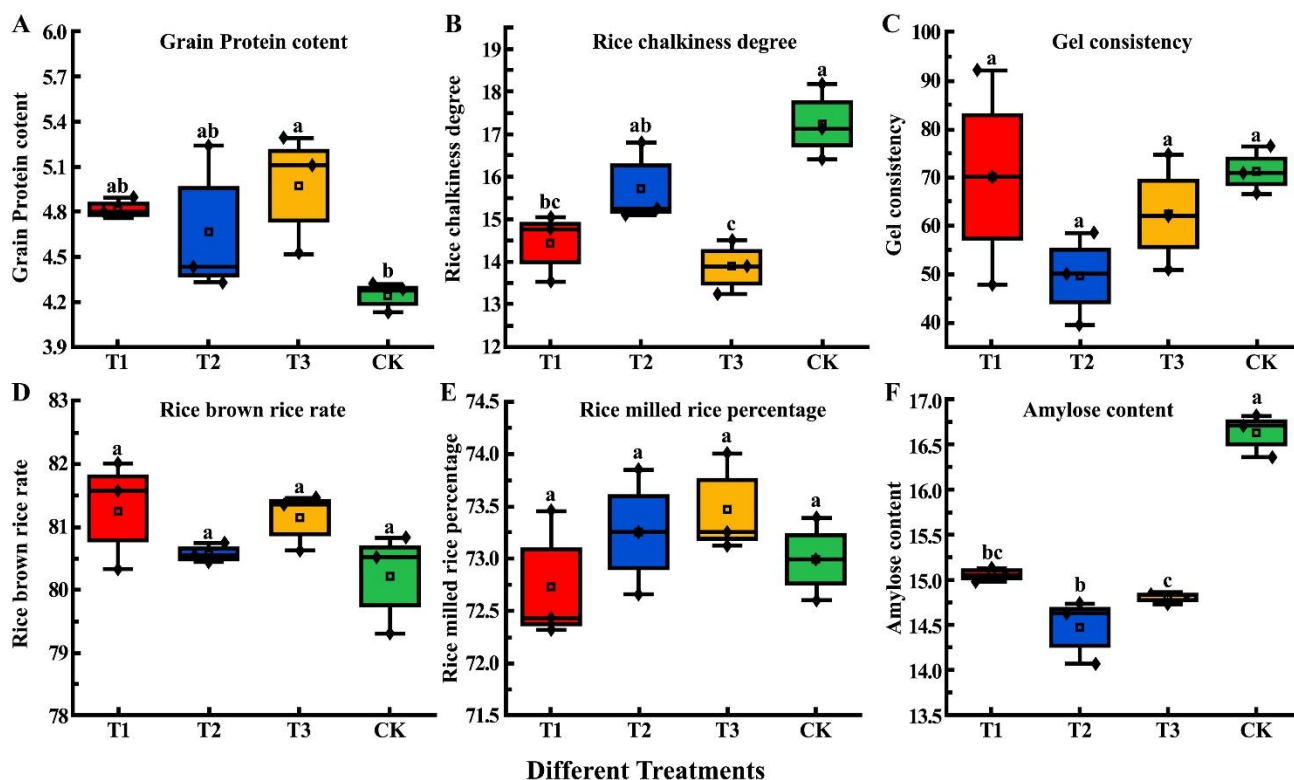 A
Grain Protein cotent
Grain Protein cotent
6.0
5.7
5.4
5.1
4.8
4.5
4.2
3.9
ab
ab
a
b
T1
T2
T3
CK
B
Rice chalkiness degree
Rice chalkiness degree
19
18
17
16
15
14
13
12
bc
ab
c
a
T1
T2
T3
CK
C
Gel consistency
Gel consistency
100
90
80
70
60
50
40
a
a
a
a
T1
T2
T3
CK
D
Rice brown rice rate
Rice brown rice rate
83
82
81
80
79
78
a
a
a
a
T1
T2
T3
CK
E
Rice milled rice percentage
Rice milled rice percentage
74.5
74.0
73.5
73.0
72.5
72.0
71.5
a
a
a
a
T1
T2
T3
CK
F
Amylose content
Amylose content
17.0
16.5
16.0
15.5
15.0
14.5
14.0
13.5
bc
b
c
a
T1
T2
T3
CK
Different Treatments